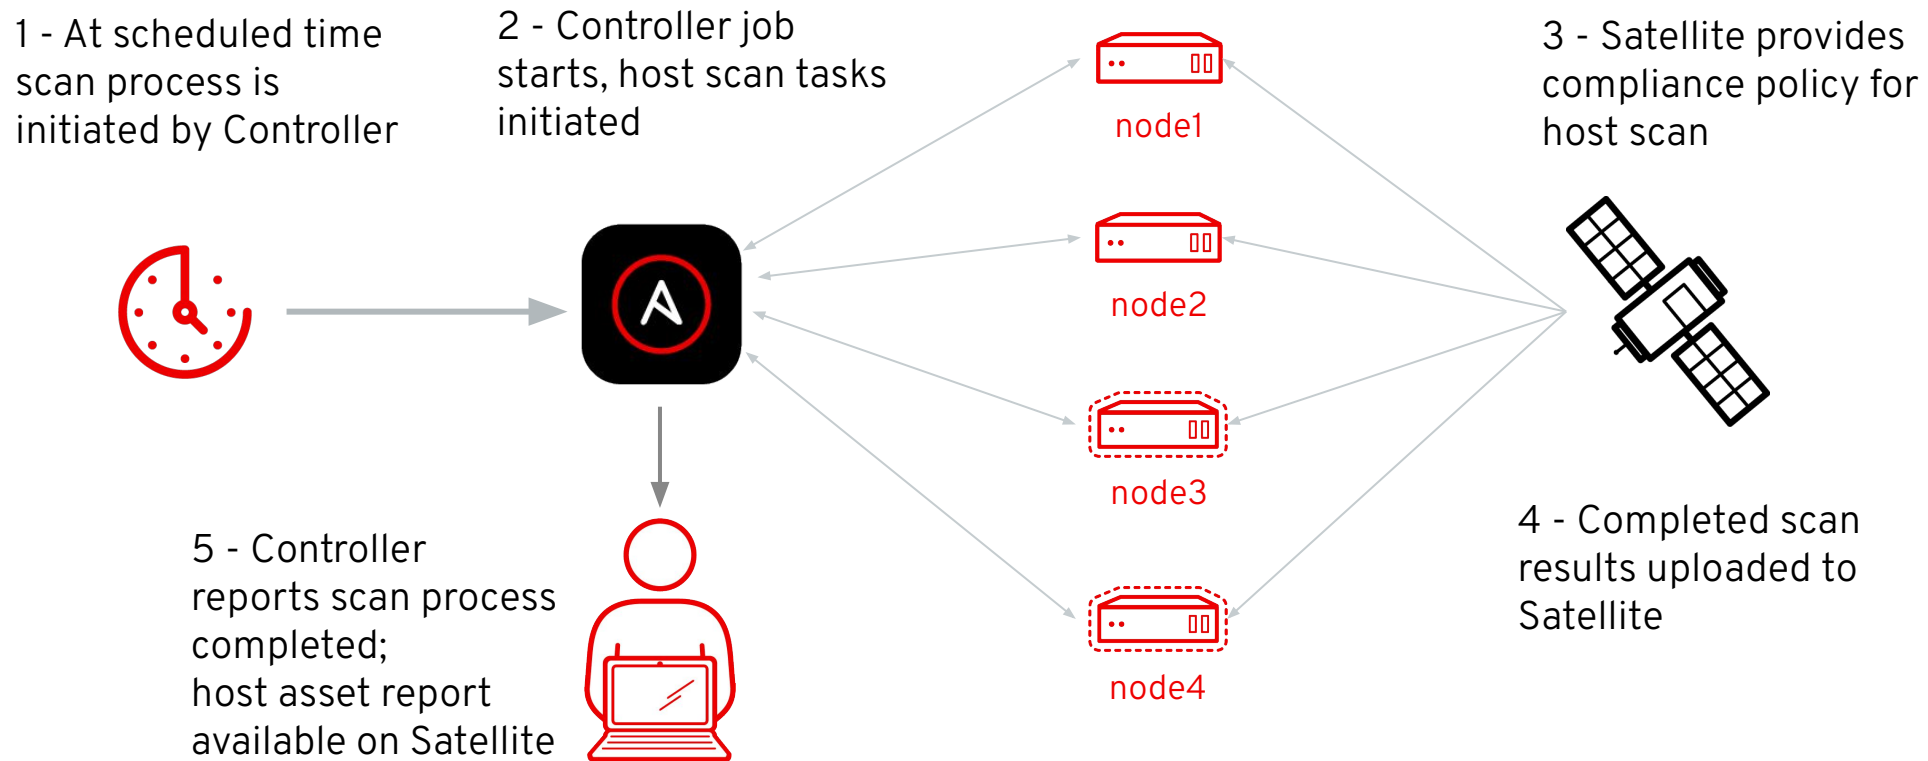 1 - At scheduled time
scan process is
initiated by Controller
2 - Controller job
starts, host scan tasks
initiated
node1
node2
node3
node4
3 - Satellite provides
compliance policy for
host scan
4 - Completed scan
results uploaded to
Satellite
5 - Controller
reports scan process
completed;
host asset report
available on Satellite